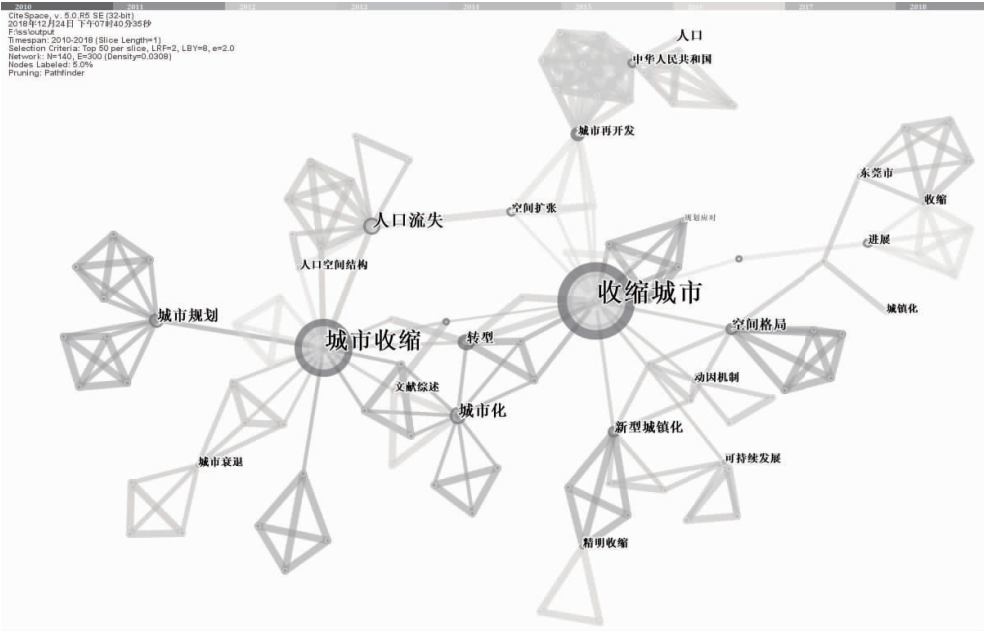 2010 2011 2012 2013 2014 2015 2016 2017 2018
CiteSpace, v. 5.0.R5 SE (32-bit)
2018年12月24日 下午07时40分35秒
F:\ss\output
Timespan: 2010-2018 (Slice Length=1)
Selection Criteria: Top 50 per slice, LRF=2, LBY=8, e=2.0
Network: N=140, E=300 (Density=0.0308)
Nodes Labeled: 5.0%
Pruning: Pathfinder
人口
中华人民共和国
城市再开发
东莞市
收缩
空间扩张
规划应对
人口流失
进展
人口空间结构
收缩城市
城镇化
城市规划
空间格局
城市收缩
转型
动因机制
文献综述
城市化
新型城镇化
城市衰退
可持续发展
精明收缩